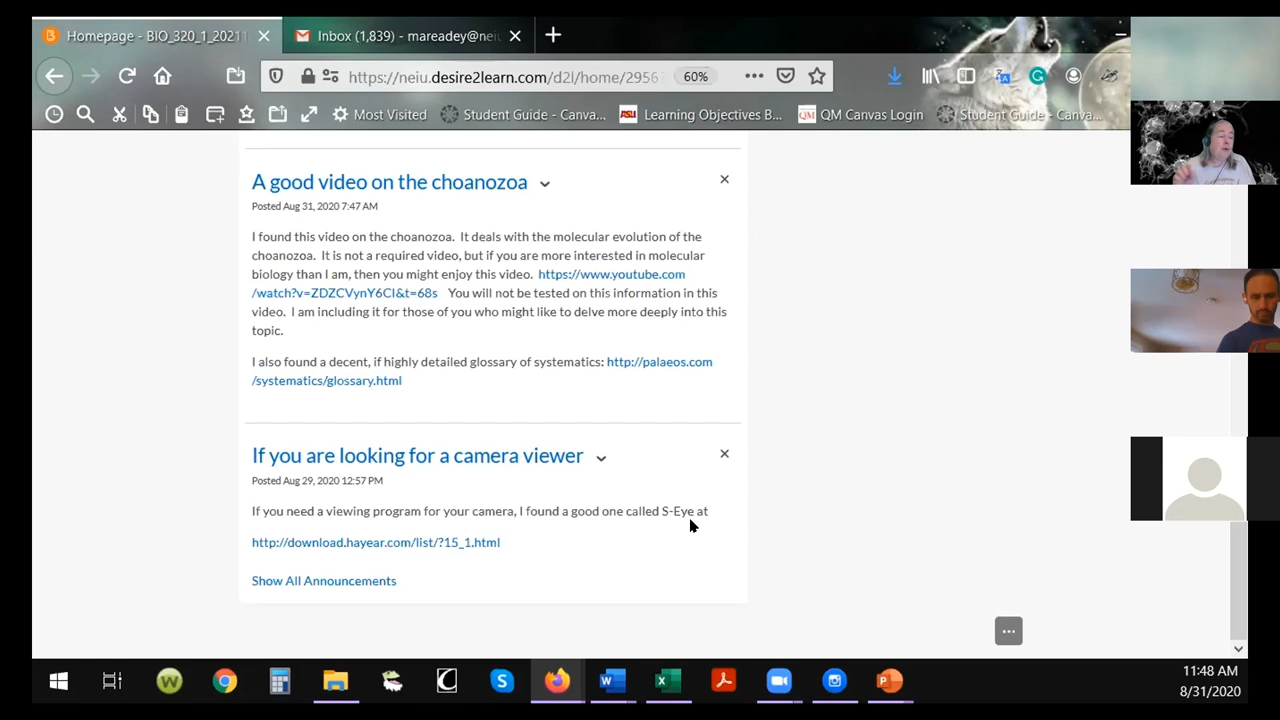 Homepage - BIO_320_1_20211
Inbox (1,839) - mareadey@neiu
https://neiu.desire2learn.com/d2l/home/2956
60%
Most Visited
Student Guide - Canva...
ASU Learning Objectives B...
QM QM Canvas Login
Student Guide - Canva...
A good video on the choanozoa
Posted Aug 31, 2020 7:47 AM
I found this video on the choanozoa. It deals with the molecular evolution of the
choanozoa. It is not a required video, but if you are more interested in molecular
biology than I am, then you might enjoy this video. https://www.youtube.com
/watch?v=ZDZCVynY6CI&t=68s You will not be tested on this information in this
video. I am including it for those of you who might like to delve more deeply into this
topic.
I also found a decent, if highly detailed glossary of systematics: http://palaeos.com
/systematics/glossary.html
If you are looking for a camera viewer
Posted Aug 29, 2020 12:57 PM
If you need a viewing program for your camera, I found a good one called S-Eye at
http://download.hayear.com/list/?15_1.html
Show All Announcements
11:48 AM
8/31/2020